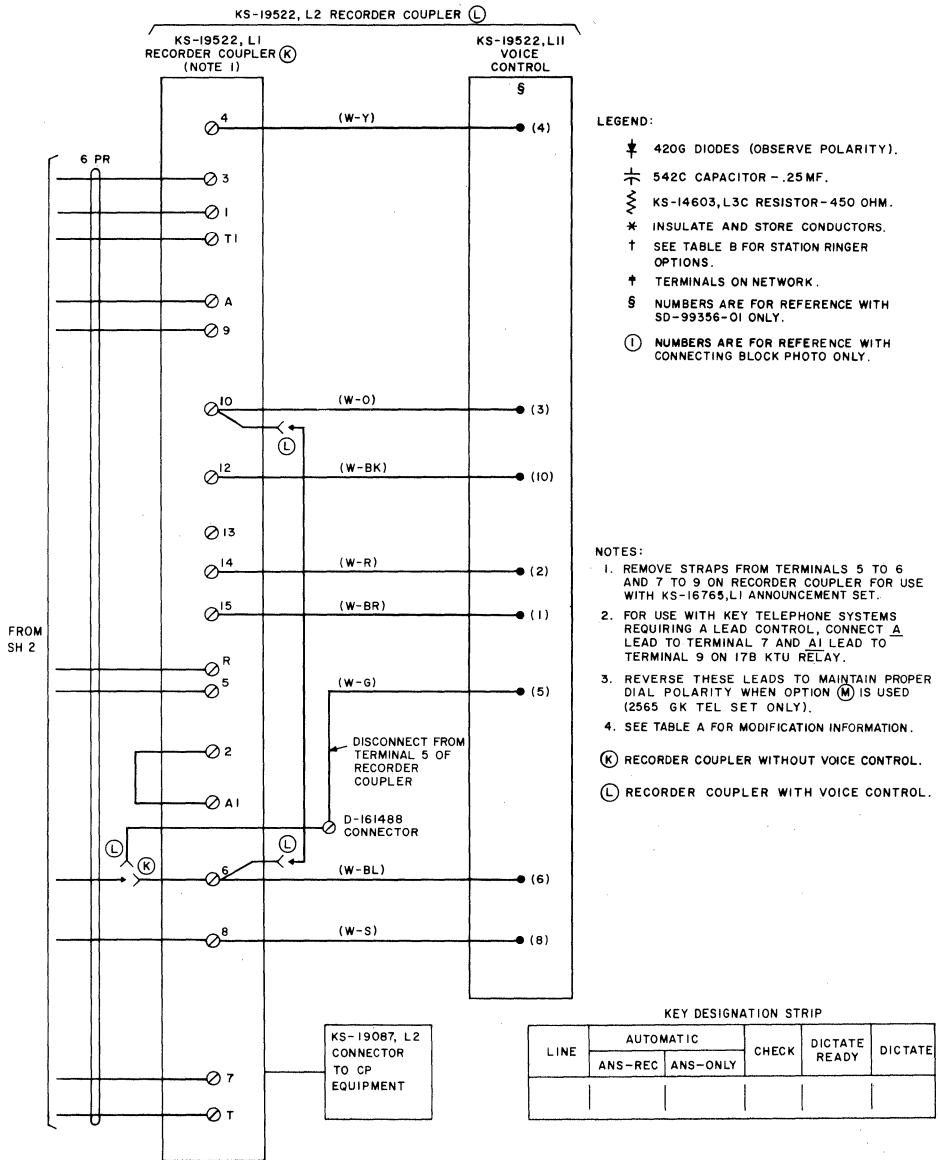 KS-19522, L2 RECORDER COUPLER Ⓛ
KS-19522, L1
RECORDER COUPLER Ⓚ
(NOTE 1)
KS-19522, L11
VOICE
CONTROL
§
4
(W-Y)
(4)
6 PR
3
1
T1
A
9
10
(W-O)
(3)
Ⓛ
12
(W-BK)
(10)
13
14
(W-R)
(2)
15
(W-BR)
(1)
FROM
SH 2
R
5
(W-G)
(5)
2
DISCONNECT FROM
TERMINAL 5 OF
RECORDER
COUPLER
A1
D-161488
CONNECTOR
Ⓛ
Ⓚ
Ⓛ
6
(W-BL)
(6)
8
(W-S)
(8)
KS-19087, L2
CONNECTOR
TO CP
EQUIPMENT
7
T
LEGEND:
420G DIODES (OBSERVE POLARITY).
542C CAPACITOR - .25 MF.
KS-14603, L3C RESISTOR-450 OHM.
* INSULATE AND STORE CONDUCTORS.
† SEE TABLE B FOR STATION RINGER
OPTIONS.
‡ TERMINALS ON NETWORK.
§ NUMBERS ARE FOR REFERENCE WITH
SD-99356-01 ONLY.
① NUMBERS ARE FOR REFERENCE WITH
CONNECTING BLOCK PHOTO ONLY.
NOTES:
1. REMOVE STRAPS FROM TERMINALS 5 TO 6
AND 7 TO 9 ON RECORDER COUPLER FOR USE
WITH KS-16765, L1 ANNOUNCEMENT SET.
2. FOR USE WITH KEY TELEPHONE SYSTEMS
REQUIRING A LEAD CONTROL, CONNECT A
LEAD TO TERMINAL 7 AND A1 LEAD TO
TERMINAL 9 ON 17B KTU RELAY.
3. REVERSE THESE LEADS TO MAINTAIN PROPER
DIAL POLARITY WHEN OPTION Ⓜ IS USED
(2565 GK TEL SET ONLY).
4. SEE TABLE A FOR MODIFICATION INFORMATION.
Ⓚ RECORDER COUPLER WITHOUT VOICE CONTROL.
Ⓛ RECORDER COUPLER WITH VOICE CONTROL.
KEY DESIGNATION STRIP
LINE
AUTOMATIC
ANS-REC
ANS-ONLY
CHECK
DICTATE
READY
DICTATE